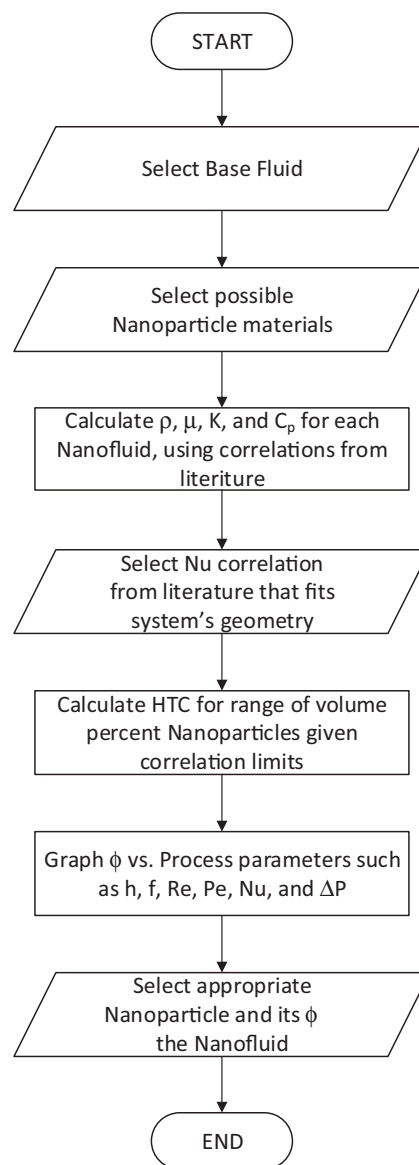 START
Select Base Fluid
Select possible
Nanoparticle materials
Calculate ρ, μ, K, and Cₚ for each
Nanofluid, using correlations from
literiture
Select Nu correlation
from literature that fits
system’s geometry
Calculate HTC for range of volume
percent Nanoparticles given
correlation limits
Graph ϕ vs. Process parameters such
as h, f, Re, Pe, Nu, and ΔP
Select appropriate
Nanoparticle and its ϕ
the Nanofluid
END